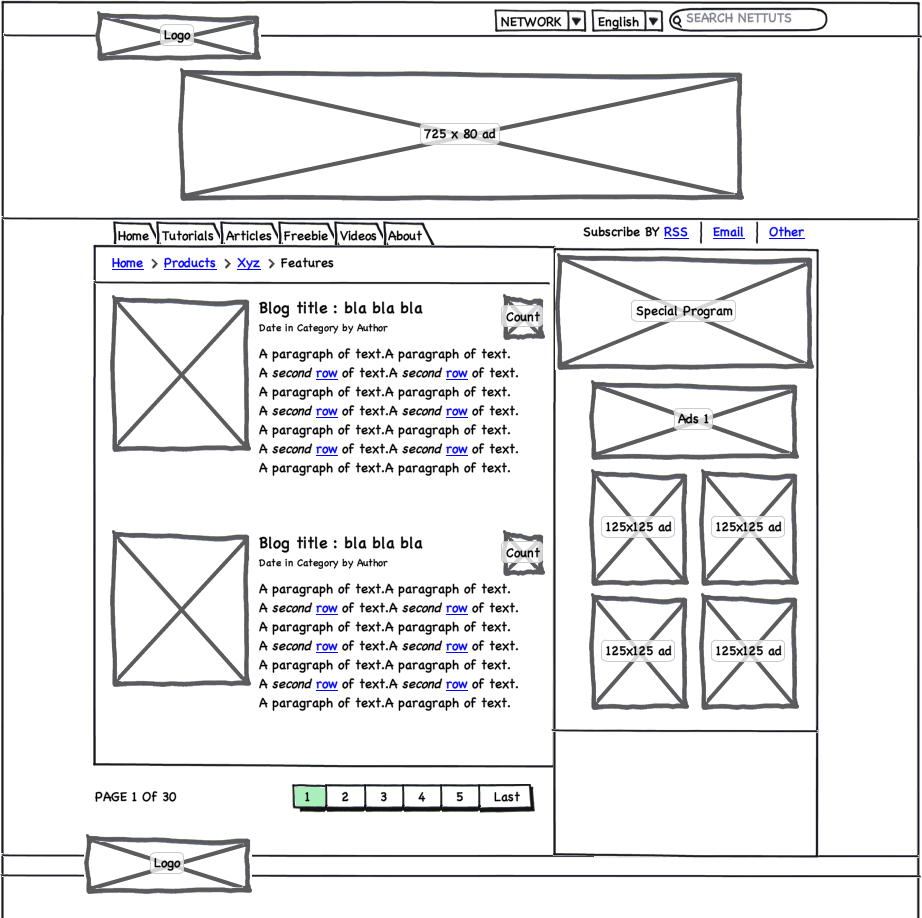 Logo
NETWORK
English
SEARCH NETTUTS
725 x 80 ad
Home Tutorials Articles Freebie Videos About
Subscribe BY RSS Email Other
Home > Products > Xyz > Features
Blog title : bla bla bla
Date in Category by Author
Count
A paragraph of text.A paragraph of text.
A second row of text.A second row of text.
A paragraph of text.A paragraph of text.
A second row of text.A second row of text.
A paragraph of text.A paragraph of text.
A second row of text.A second row of text.
A paragraph of text.A paragraph of text.
Blog title : bla bla bla
Date in Category by Author
Count
A paragraph of text.A paragraph of text.
A second row of text.A second row of text.
A paragraph of text.A paragraph of text.
A second row of text.A second row of text.
A paragraph of text.A paragraph of text.
A second row of text.A second row of text.
A paragraph of text.A paragraph of text.
Special Program
Ads 1
125x125 ad 125x125 ad
125x125 ad 125x125 ad
PAGE 1 OF 30
1 2 3 4 5 Last
Logo